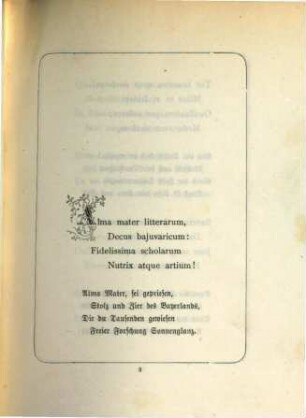 Alma mater litterarum,
Decus bajuvaricum:
Fidelissima scholarum
Nutrix atque artium!
Alma Mater, sei gepriesen,
Stolz und Zier des Bayerlands,
Die du Tausenden gewiesen
Freier Forschung Sonnenglanz.